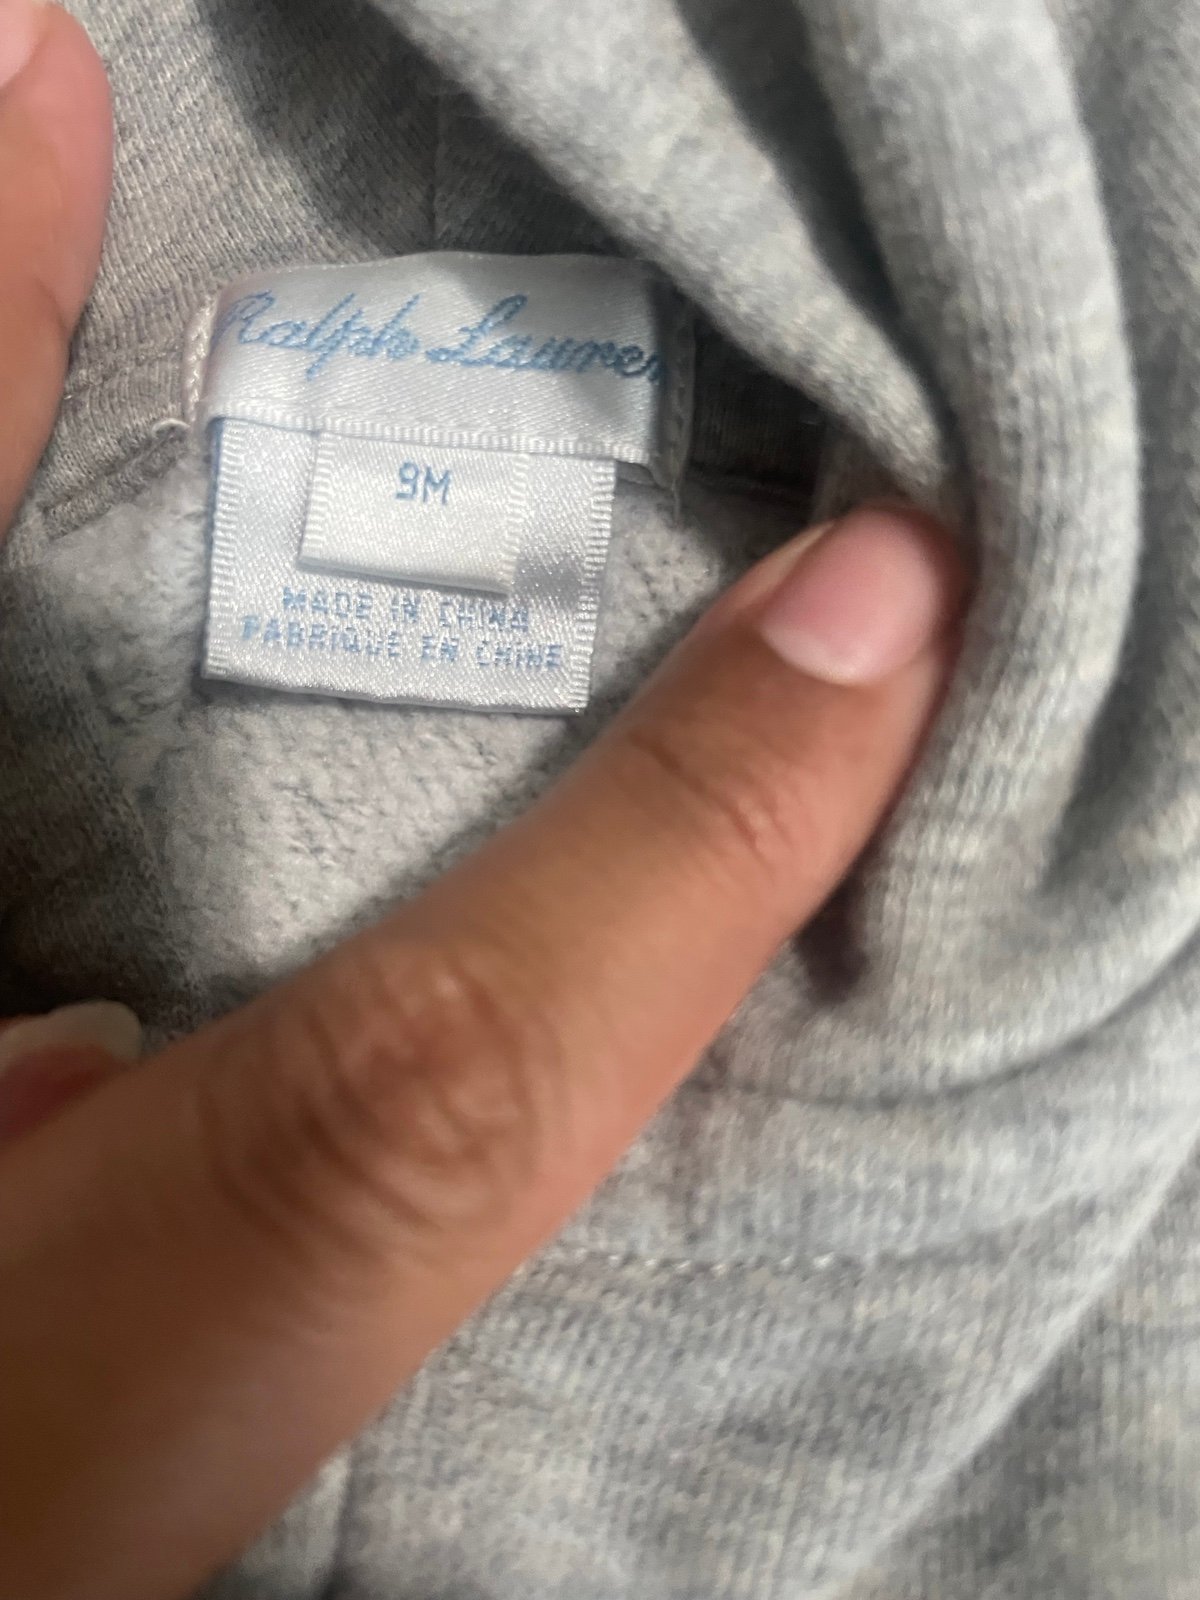 Ralph Lauren
9M
MADE IN CHINA
FABRIQUÉ EN CHINE